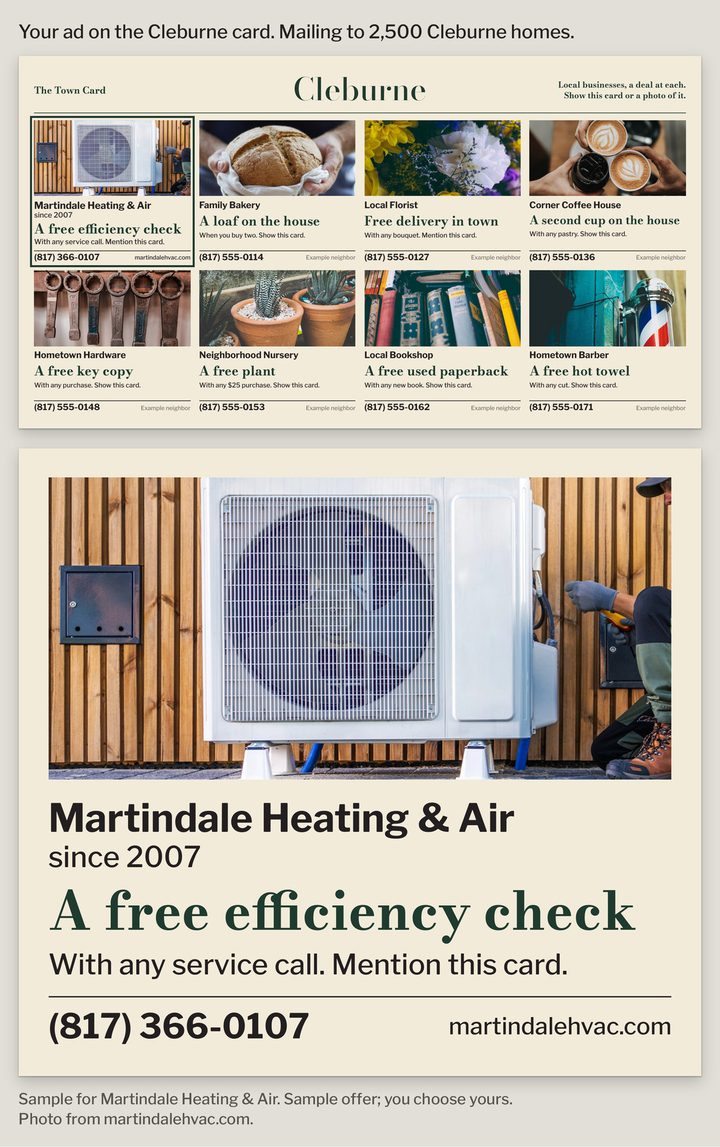 Your ad on the Cleburne card. Mailing to 2,500 Cleburne homes.
The Town Card
Cleburne
Local businesses, a deal at each.
Show this card or a photo of it.
Martindale Heating & Air
since 2007
A free efficiency check
With any service call. Mention this card.
(817) 366-0107
martindalehvac.com
Family Bakery
A loaf on the house
When you buy two. Show this card.
(817) 555-0114
Example neighbor
Local Florist
Free delivery in town
With any bouquet. Mention this card.
(817) 555-0127
Example neighbor
Corner Coffee House
A second cup on the house
With any pastry. Show this card.
(817) 555-0136
Example neighbor
Hometown Hardware
A free key copy
With any purchase. Show this card.
(817) 555-0148
Example neighbor
Neighborhood Nursery
A free plant
With any $25 purchase. Show this card.
(817) 555-0153
Example neighbor
Local Bookshop
A free used paperback
With any new book. Show this card.
(817) 555-0162
Example neighbor
Hometown Barber
A free hot towel
With any cut. Show this card.
(817) 555-0171
Example neighbor
Martindale Heating & Air
since 2007
A free efficiency check
With any service call. Mention this card.
(817) 366-0107
martindalehvac.com
Sample for Martindale Heating & Air. Sample offer; you choose yours.
Photo from martindalehvac.com.